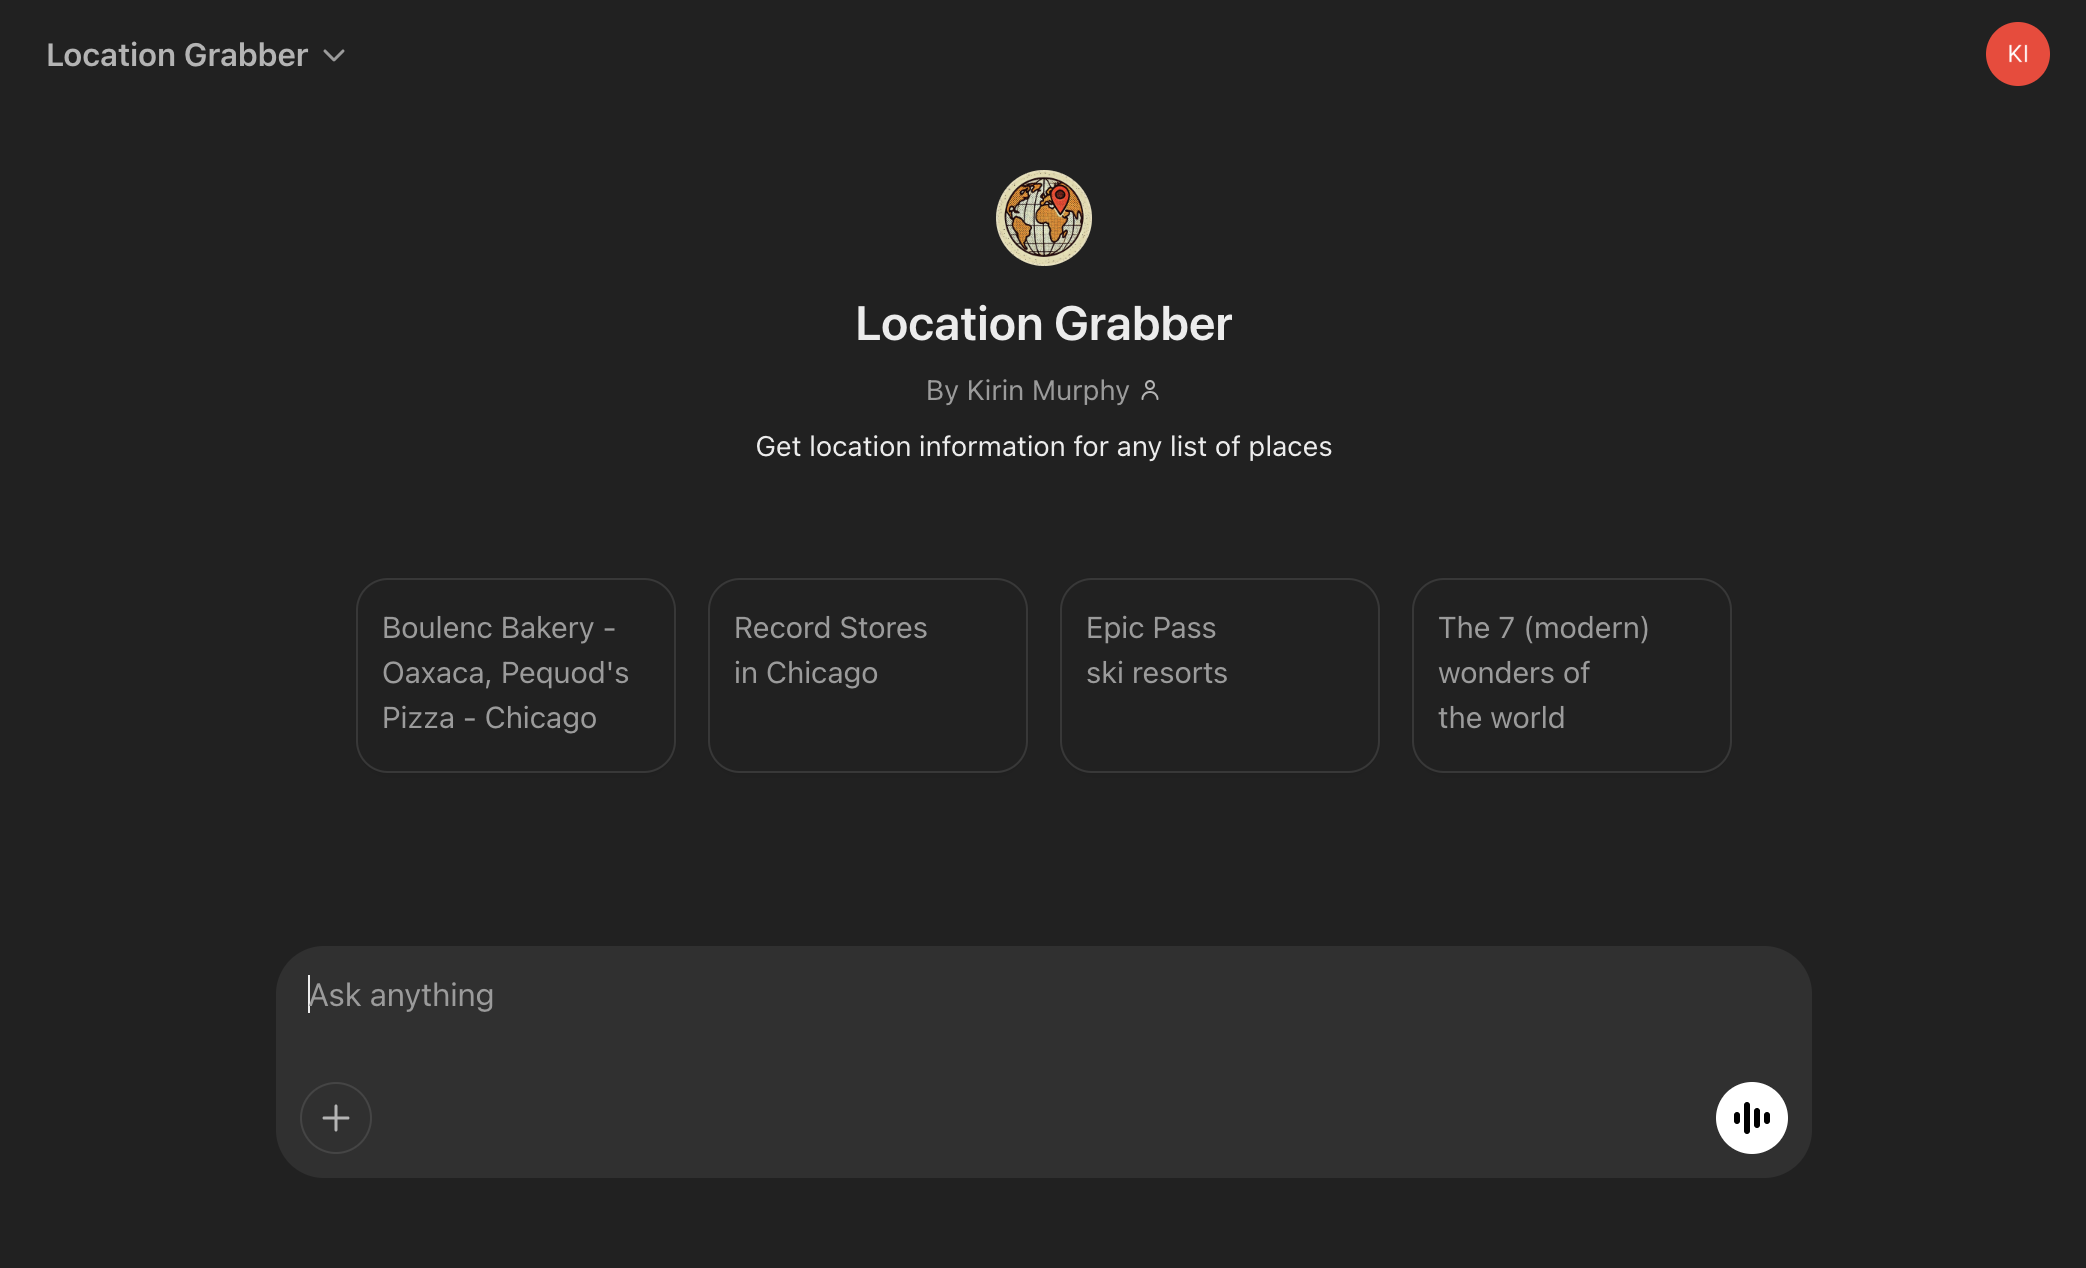 Location Grabber
KI
Location Grabber
By Kirin Murphy
Get location information for any list of places
Boulenc Bakery -
Oaxaca, Pequod's
Pizza - Chicago
Record Stores
in Chicago
Epic Pass
ski resorts
The 7 (modern)
wonders of
the world
Ask anything